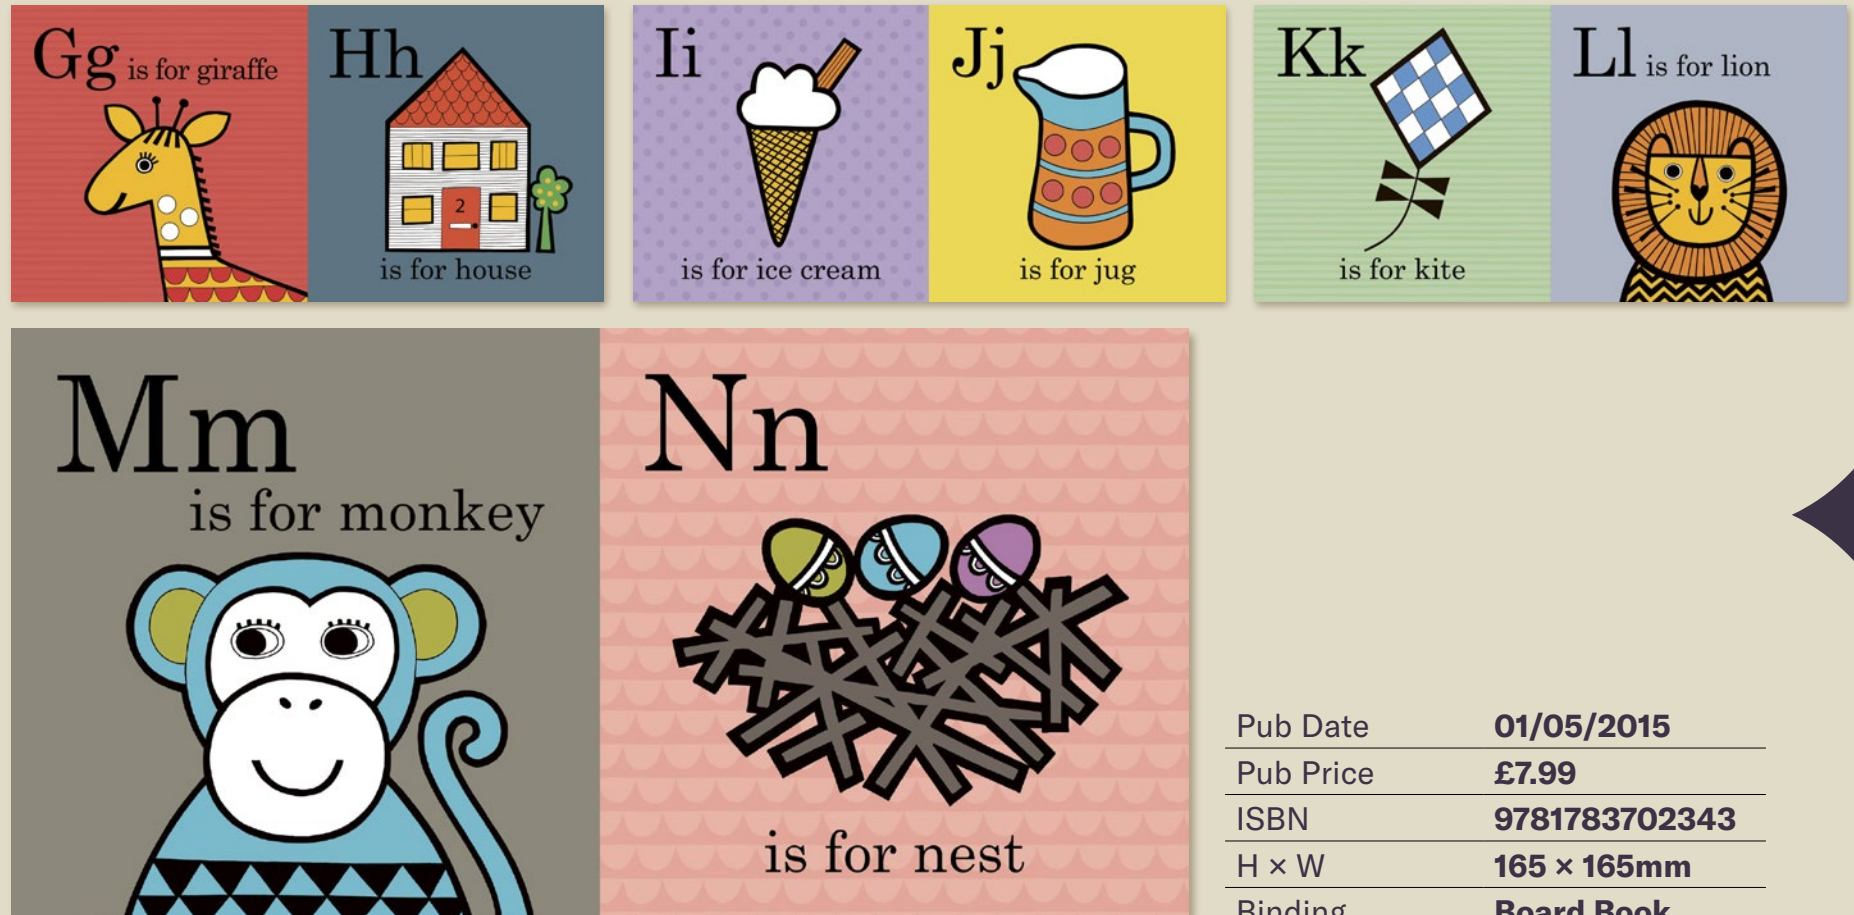 Gg is for giraffe
Hh
2
is for house
Ii
is for ice cream
Jj
is for jug
Kk
is for kite
Ll is for lion
Mm
is for monkey
Nn
is for nest
Pub Date 01/05/2015
Pub Price £7.99
ISBN 9781783702343
H × W 165 × 165mm
Binding Board Book